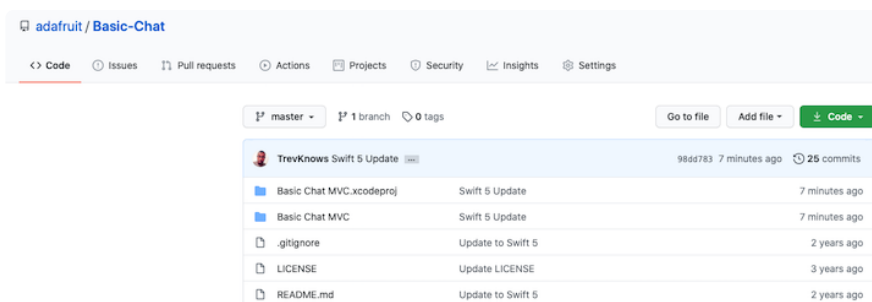 adafruit / Basic-Chat
<> Code Issues Pull requests Actions Projects Security Insights Settings
master 1 branch 0 tags Go to file Add file Code
TrevKnows Swift 5 Update ... 98dd783 7 minutes ago 25 commits
Basic Chat MVC.xcodeproj Swift 5 Update 7 minutes ago
Basic Chat MVC Swift 5 Update 7 minutes ago
.gitignore Update to Swift 5 2 years ago
LICENSE Update LICENSE 3 years ago
README.md Update to Swift 5 2 years ago